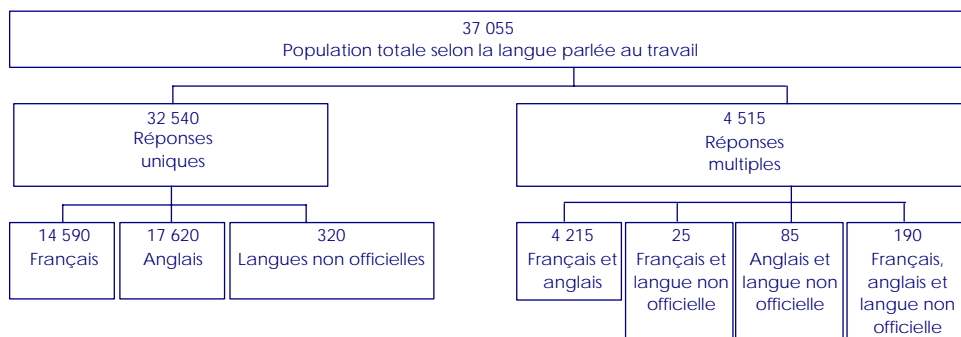 37 055
Population totale selon la langue parlée au travail
32 540
Réponses
uniques
4 515
Réponses
multiples
14 590
Français
17 620
Anglais
320
Langues non officielles
4 215
Français et
anglais
25
Français et
langue non
officielle
85
Anglais et
langue non
officielle
190
Français,
anglais et
langue non
officielle